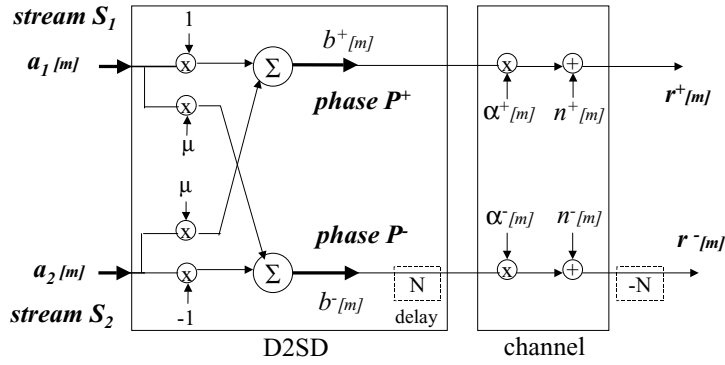 stream S1
1
a1 [m]
x
Σ
b+[m]
x
+
phase P+
α+[m]
n+[m]
r+[m]
x
μ
μ
x
phase P-
α-[m]
n-[m]
r -[m]
a2 [m]
x
Σ
N
x
+
-N
stream S2
-1
b-[m]
delay
D2SD
channel